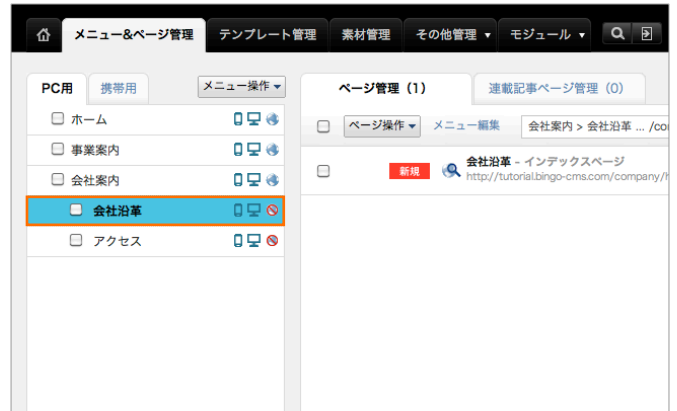 メニュー&ページ管理 テンプレート管理 素材管理 その他管理 ▼ モジュール ▼
PC用 携帯用 メニュー操作▼
ページ管理（1） 連載記事ページ管理（0）
ホーム
事業案内
会社案内
会社沿革
アクセス
ページ操作▼ メニュー編集 会社案内 > 会社沿革 ... /co
新規 会社沿革 - インデックスページ
http://tutorial.bingo-cms.com/company/